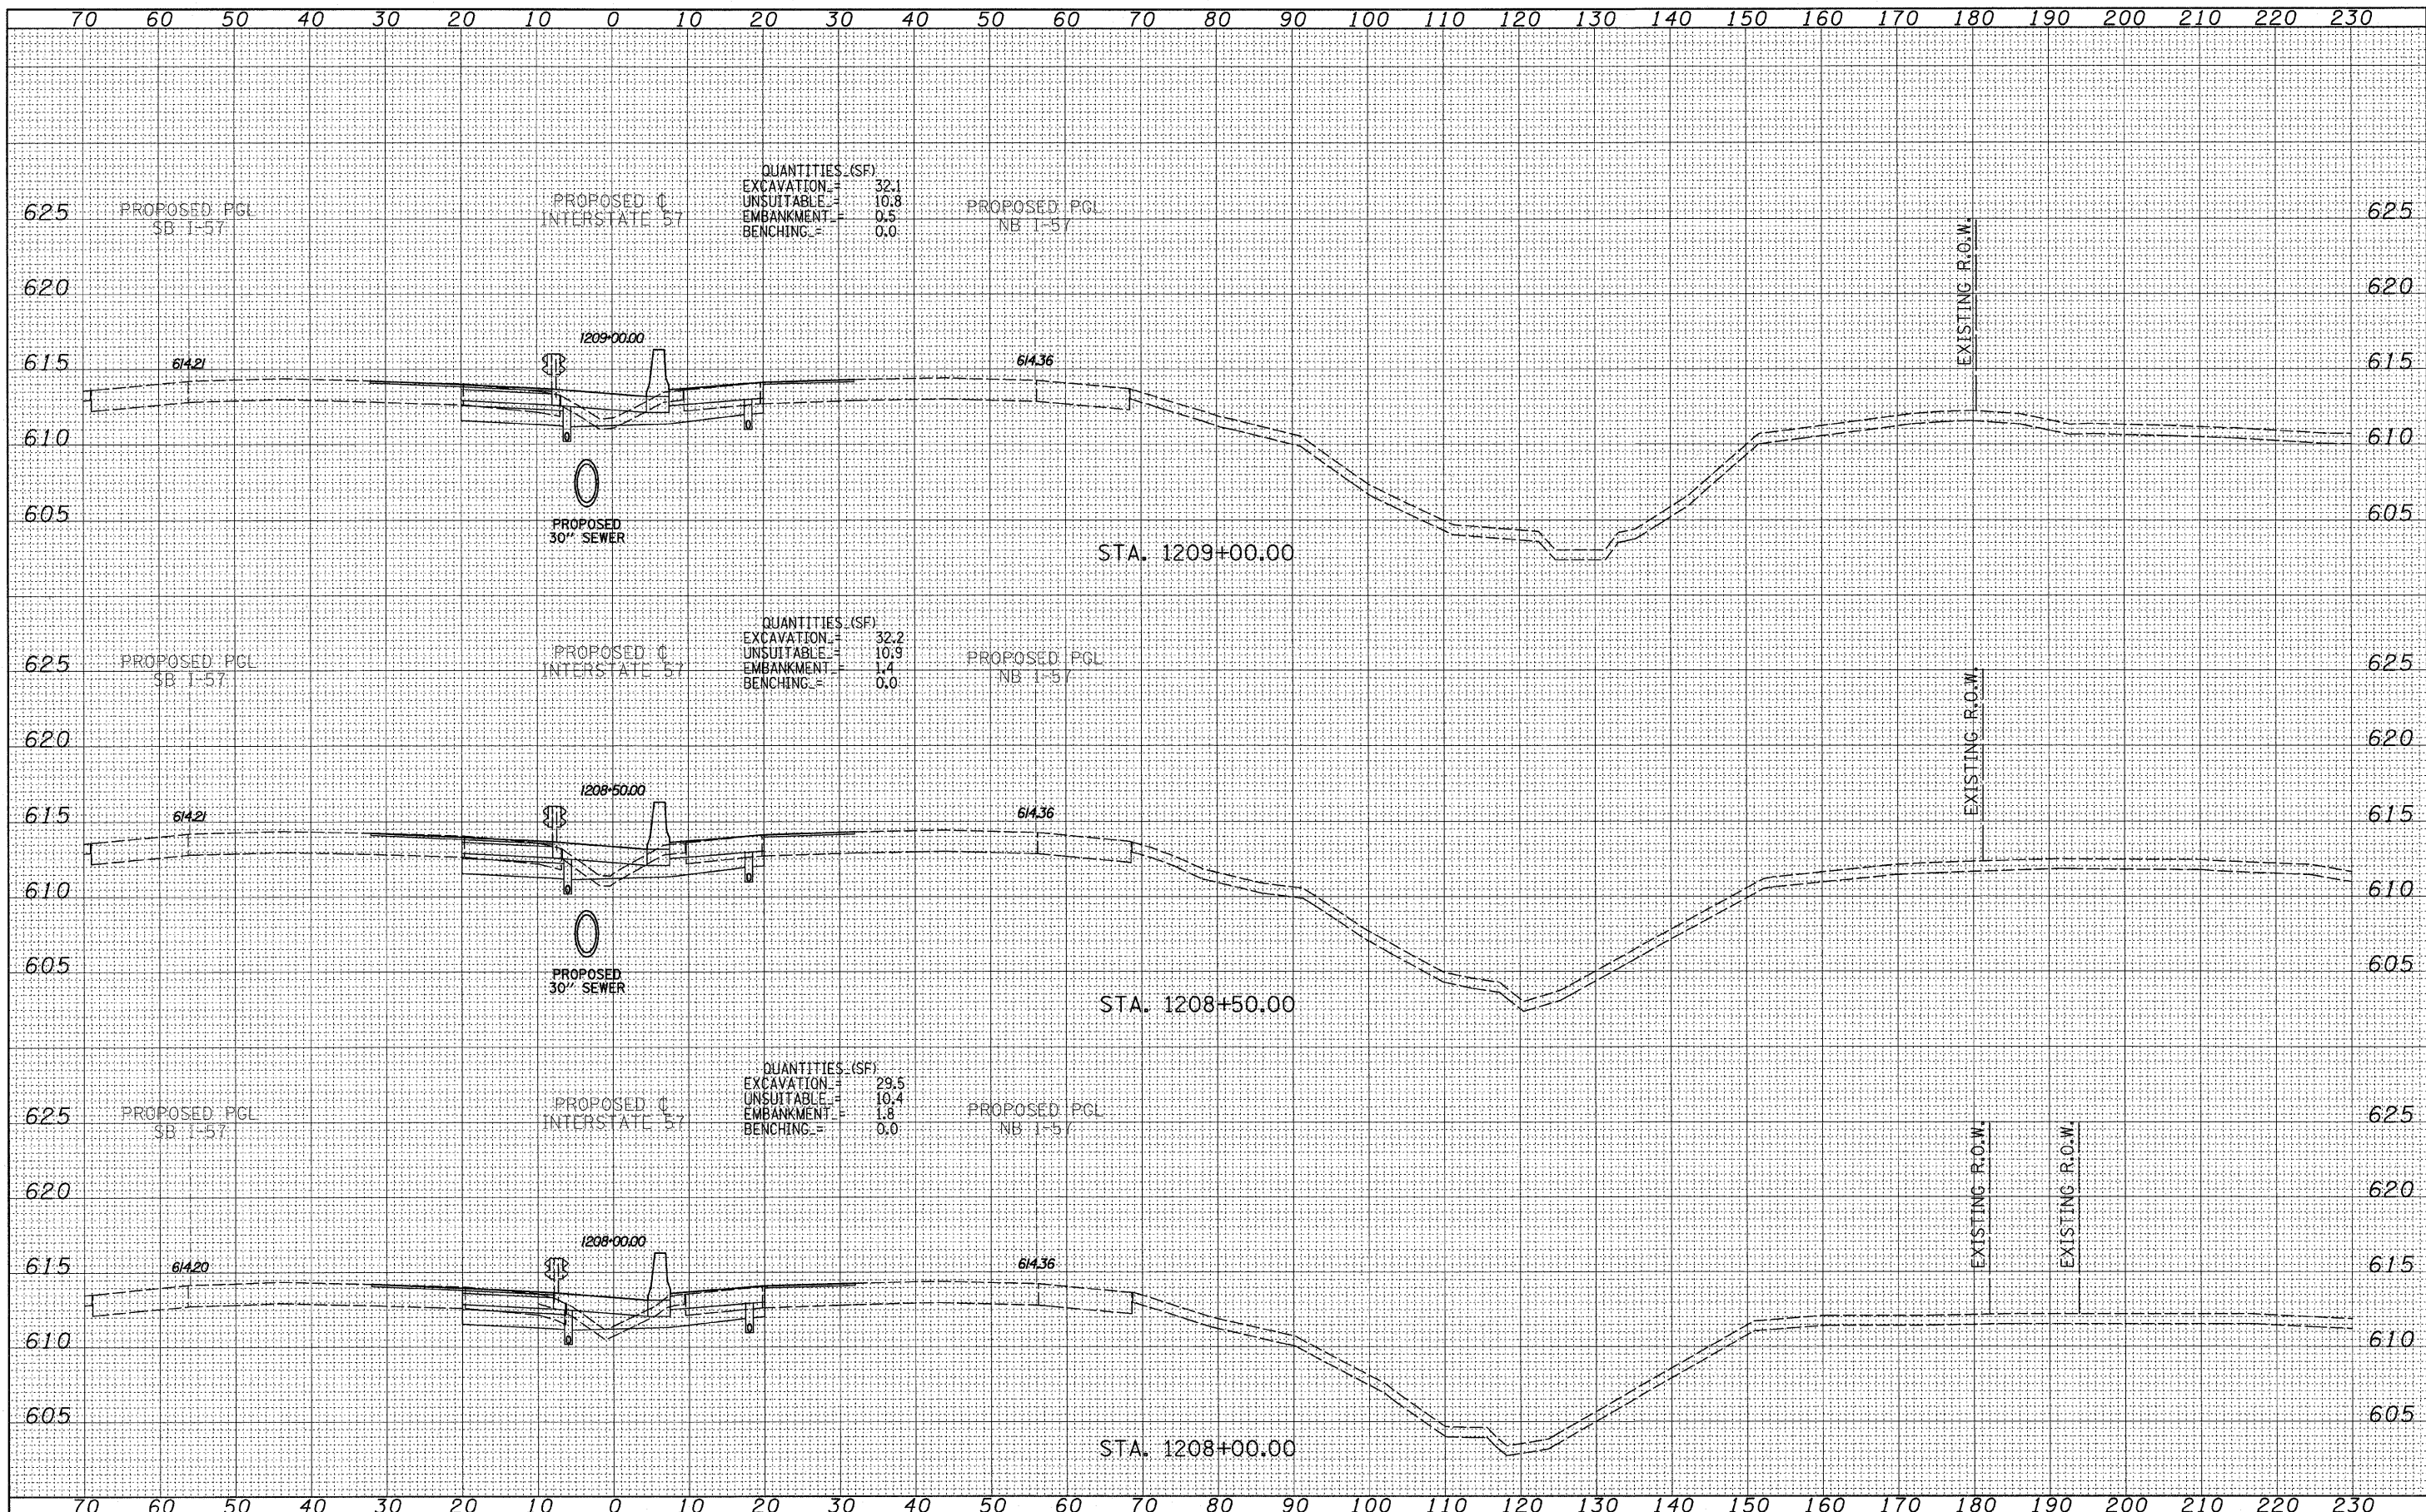 70 60 50 40 30 20 10 0 10 20 30 40 50 60 70 80 90 100 110 120 130 140 150 160 170 180 190 200 210 220 230
QUANTITIES (SF)
EXCAVATION = 32.1
UNSUITABLE = 10.8
EMBANKMENT = 0.5
BENCHING = 0.0
PROPOSED PGL
SB I-57
PROPOSED ℄
INTERSTATE 57
PROPOSED PGL
NB I-57
EXISTING R.O.W.
625 625
620 620
615 615
610 610
605 605
614.21
1209+00.00
614.36
PROPOSED
30" SEWER
STA. 1209+00.00
QUANTITIES (SF)
EXCAVATION = 32.2
UNSUITABLE = 10.9
EMBANKMENT = 1.4
BENCHING = 0.0
PROPOSED PGL
SB I-57
PROPOSED ℄
INTERSTATE 57
PROPOSED PGL
NB I-57
EXISTING R.O.W.
625 625
620 620
615 615
610 610
605 605
614.21
1208+50.00
614.36
PROPOSED
30" SEWER
STA. 1208+50.00
QUANTITIES (SF)
EXCAVATION = 29.5
UNSUITABLE = 10.4
EMBANKMENT = 1.8
BENCHING = 0.0
PROPOSED PGL
SB I-57
PROPOSED ℄
INTERSTATE 57
PROPOSED PGL
NB I-57
EXISTING R.O.W.
EXISTING R.O.W.
625 625
620 620
615 615
610 610
605 605
614.20
1208+00.00
614.36
STA. 1208+00.00
70 60 50 40 30 20 10 0 10 20 30 40 50 60 70 80 90 100 110 120 130 140 150 160 170 180 190 200 210 220 230